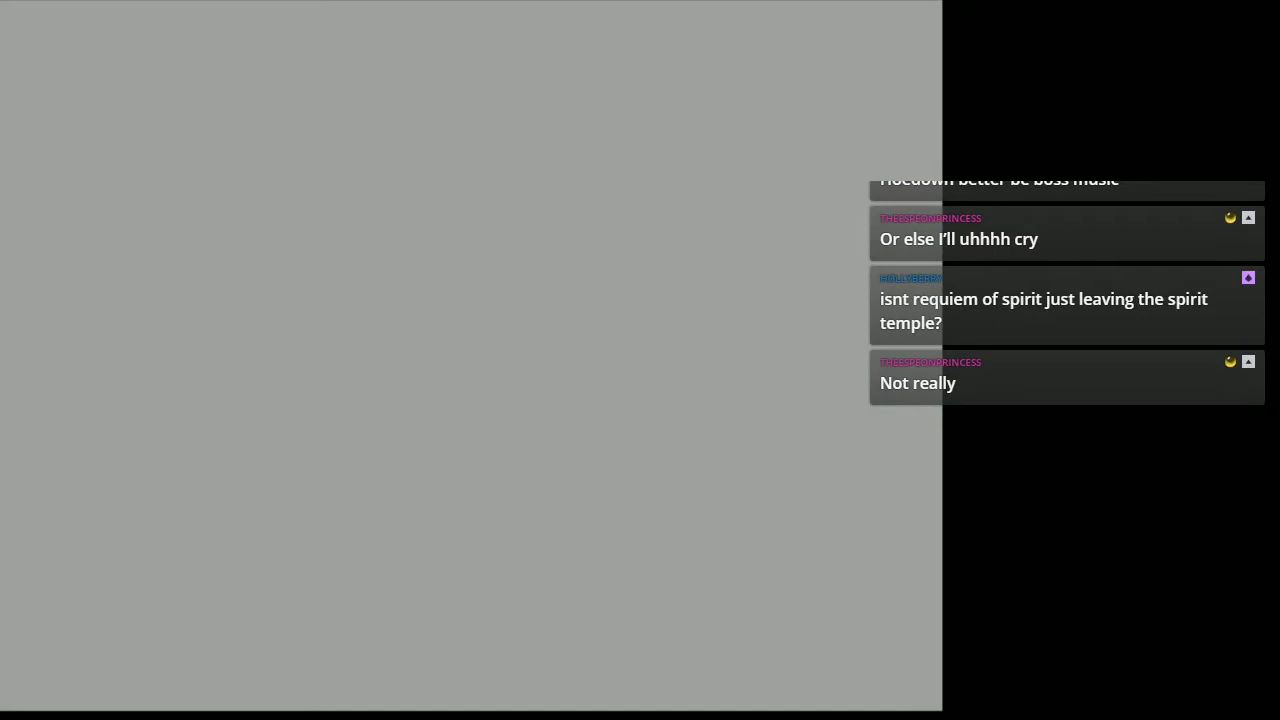 Hoedown better be boss music
THEESPEONPRINCESS
Or else I'll uhhhh cry
HOLLYBERRY
isnt requiem of spirit just leaving the spirit
temple?
THEESPEONPRINCESS
Not really